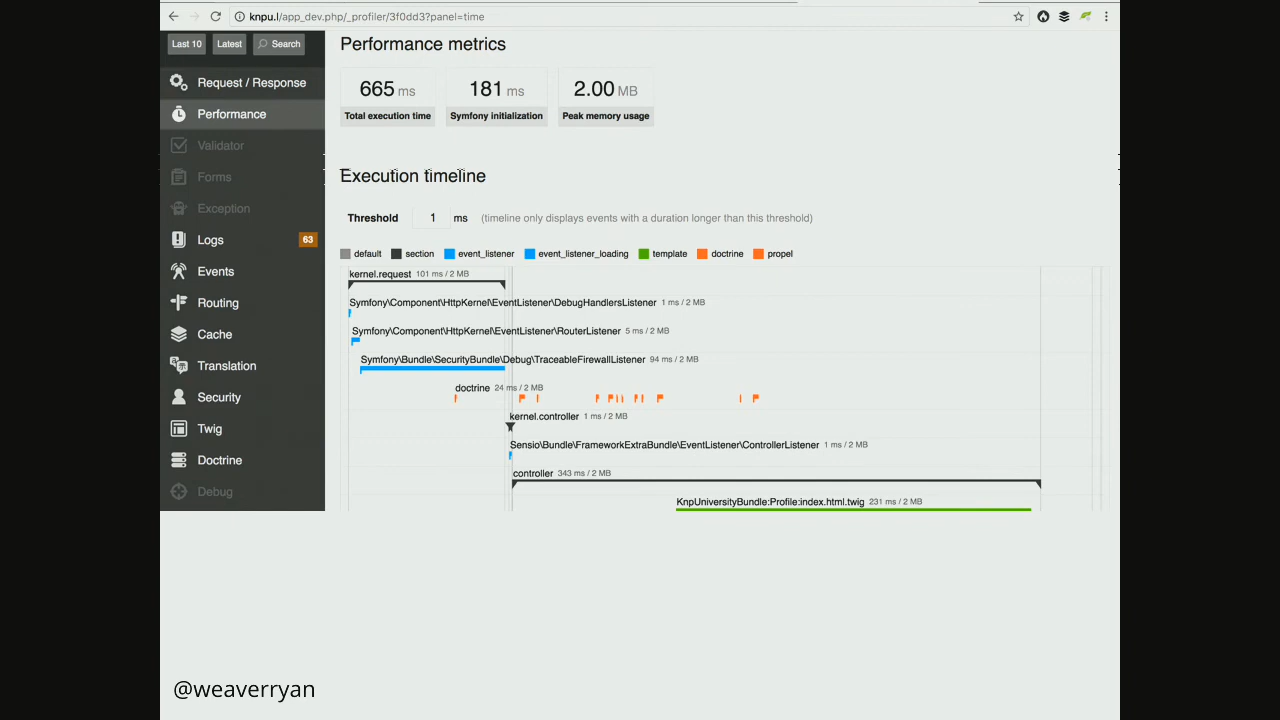 knpu.l/app_dev.php/_profiler/3f0dd3?panel=time
Last 10 Latest Search
Performance metrics
665 ms 181 ms 2.00 MB
Total execution time Symfony initialization Peak memory usage
Request / Response
Performance
Validator
Forms
Exception
Logs 63
Events
Routing
Cache
Translation
Security
Twig
Doctrine
Debug
Execution timeline
Threshold 1 ms (timeline only displays events with a duration longer than this threshold)
default section event_listener event_listener_loading template doctrine propel
kernel.request 101 ms / 2 MB
Symfony\Component\HttpKernel\EventListener\DebugHandlersListener 1 ms / 2 MB
Symfony\Component\HttpKernel\EventListener\RouterListener 5 ms / 2 MB
Symfony\Bundle\SecurityBundle\Debug\TraceableFirewallListener 94 ms / 2 MB
doctrine 24 ms / 2 MB
kernel.controller 1 ms / 2 MB
Sensio\Bundle\FrameworkExtraBundle\EventListener\ControllerListener 1 ms / 2 MB
controller 343 ms / 2 MB
KnpUniversityBundle:Profile:index.html.twig 231 ms / 2 MB
@weaverryan